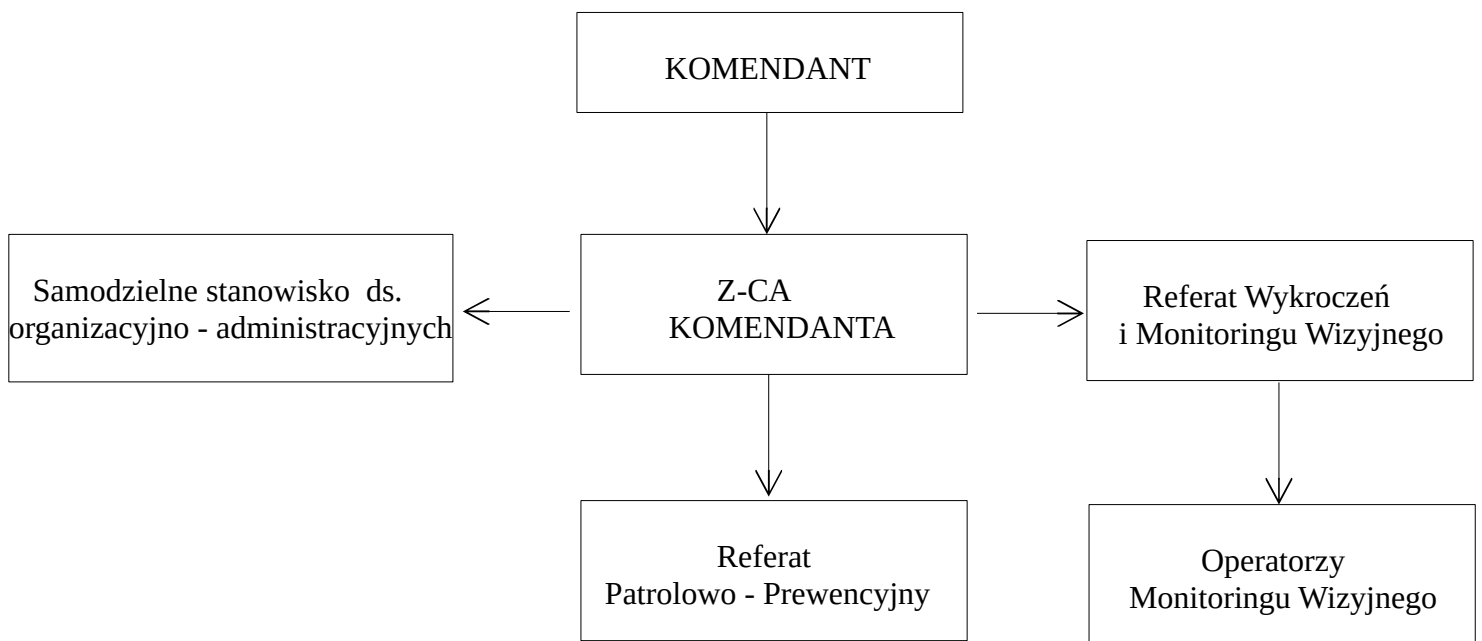 KOMENDANT
Samodzielne stanowisko  ds.
organizacyjno - administracyjnych
Z-CA
KOMENDANTA
Referat Wykroczeń
i Monitoringu Wizyjnego
Referat
Patrolowo - Prewencyjny
Operatorzy
Monitoringu Wizyjnego